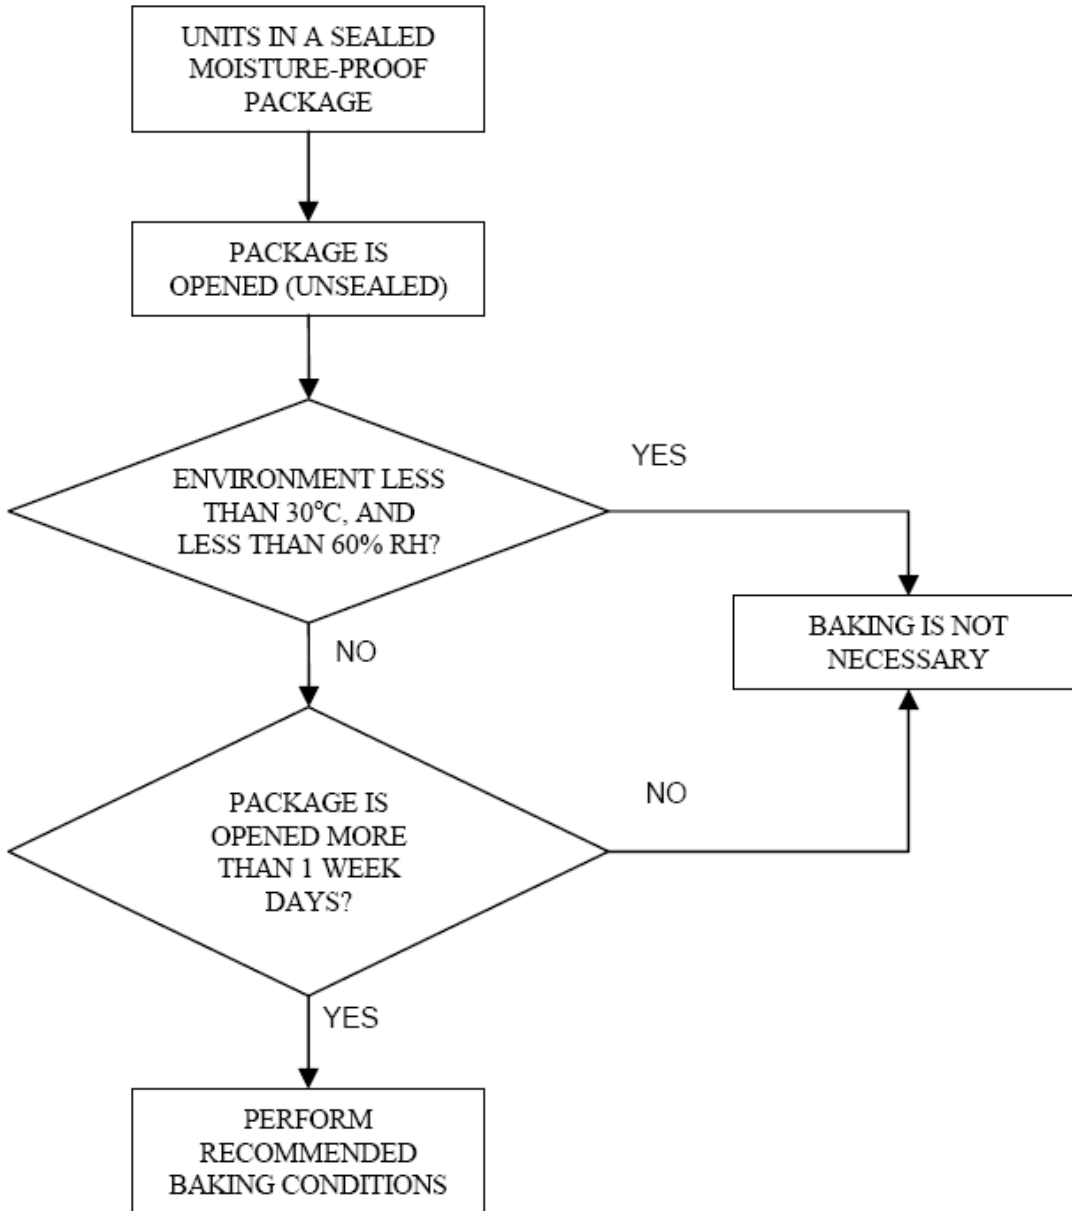 UNITS IN A SEALED
MOISTURE-PROOF
PACKAGE
PACKAGE IS
OPENED (UNSEALED)
ENVIRONMENT LESS
THAN 30°C, AND
LESS THAN 60% RH?
YES
BAKING IS NOT
NECESSARY
NO
PACKAGE IS
OPENED MORE
THAN 1 WEEK
DAYS?
NO
YES
PERFORM
RECOMMENDED
BAKING CONDITIONS